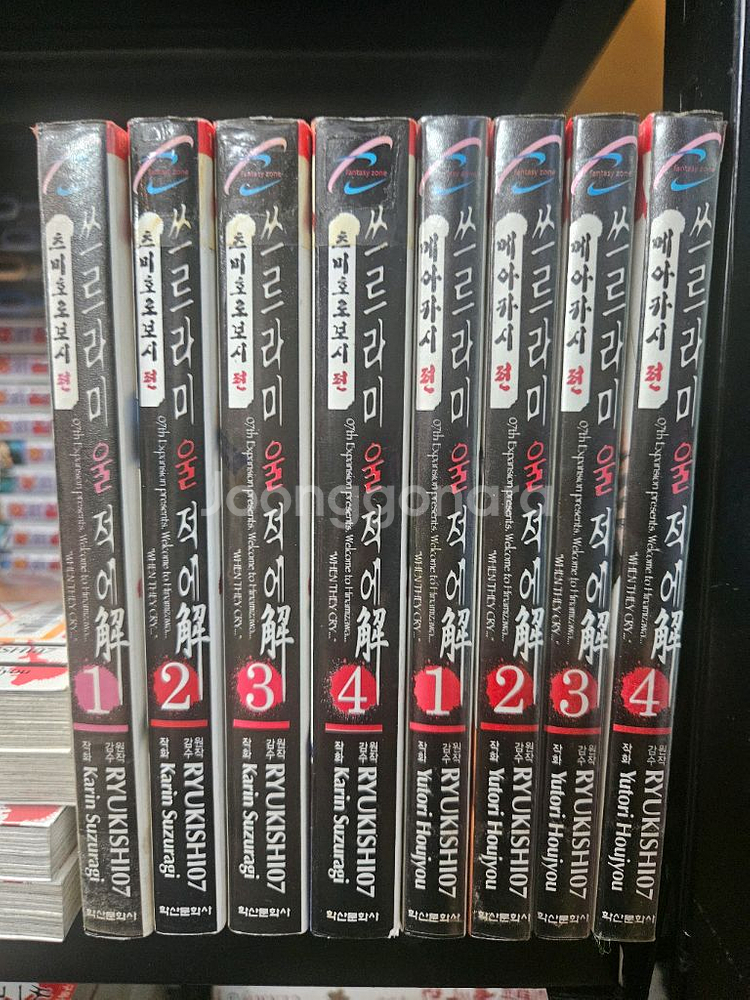 fantasy zone
츠미호로보시 편
쓰르라미 울 적에 解
07th Expansion presents. Welcome to Hinamizawa...
"WHEN THEY CRY..."
1
원작
감수
RYUKISHI07
작화
Karin Suzuragi
학산문화사
fantasy zone
츠미호로보시 편
쓰르라미 울 적에 解
07th Expansion presents. Welcome to Hinamizawa...
"WHEN THEY CRY..."
2
원작
감수
RYUKISHI07
작화
Karin Suzuragi
학산문화사
fantasy zone
츠미호로보시 편
쓰르라미 울 적에 解
07th Expansion presents. Welcome to Hinamizawa...
"WHEN THEY CRY..."
3
원작
감수
RYUKISHI07
작화
Karin Suzuragi
학산문화사
fantasy zone
츠미호로보시 편
쓰르라미 울 적에 解
07th Expansion presents. Welcome to Hinamizawa...
"WHEN THEY CRY..."
4
원작
감수
RYUKISHI07
작화
Karin Suzuragi
학산문화사
fantasy zone
메아카시 편
쓰르라미 울 적에 解
07th Expansion presents. Welcome to Hinamizawa...
"WHEN THEY CRY..."
1
원작
감수
RYUKISHI07
작화
Yutori Houjyou
학산문화사
fantasy zone
메아카시 편
쓰르라미 울 적에 解
07th Expansion presents. Welcome to Hinamizawa...
"WHEN THEY CRY..."
2
원작
감수
RYUKISHI07
작화
Yutori Houjyou
학산문화사
fantasy zone
메아카시 편
쓰르라미 울 적에 解
07th Expansion presents. Welcome to Hinamizawa...
"WHEN THEY CRY..."
3
원작
감수
RYUKISHI07
작화
Yutori Houjyou
학산문화사
fantasy zone
메아카시 편
쓰르라미 울 적에 解
07th Expansion presents. Welcome to Hinamizawa...
"WHEN THEY CRY..."
4
원작
감수
RYUKISHI07
작화
Yutori Houjyou
학산문화사
Joonggonara